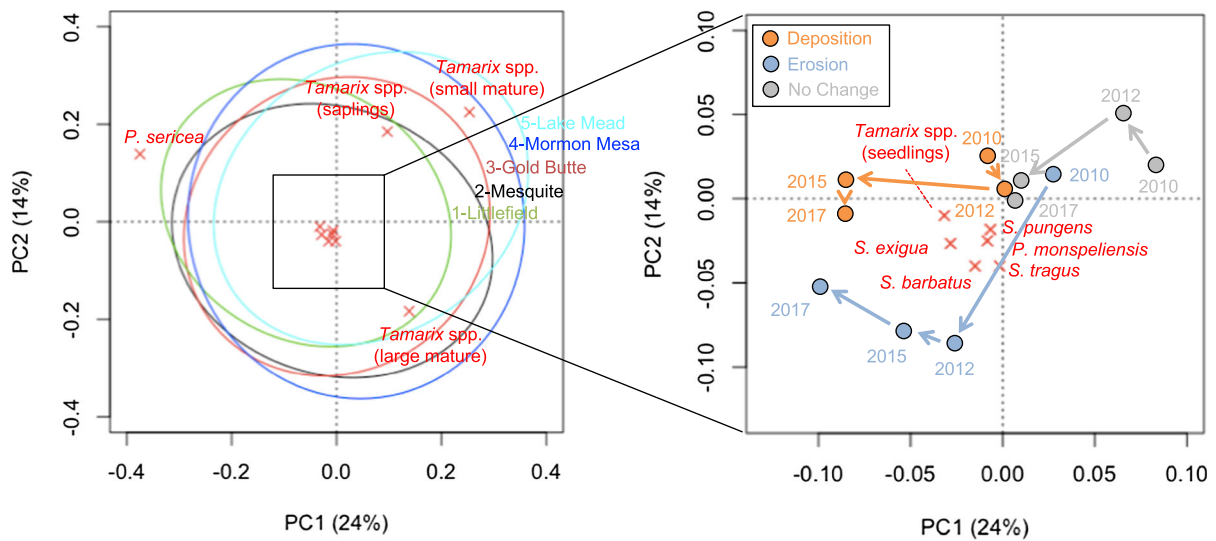 0.4
0.2
0.0
-0.2
-0.4
PC2 (14%)
-0.4
-0.2
0.0
0.2
0.4
PC1 (24%)
P. sericea
Tamarix spp.
(saplings)
Tamarix spp.
(small mature)
5-Lake Mead
4-Mormon Mesa
3-Gold Butte
2-Mesquite
1-Littlefield
Tamarix spp.
(large mature)
0.10
0.05
0.00
-0.05
-0.10
PC2 (14%)
-0.10
-0.05
0.00
0.05
0.10
PC1 (24%)
Deposition
Erosion
No Change
2012
Tamarix spp.
(seedlings)
2010
2015
2010
2010
2015
2017
2012
2017
S. pungens
S. exigua
P. monspeliensis
S. tragus
S. barbatus
2017
2015
2012